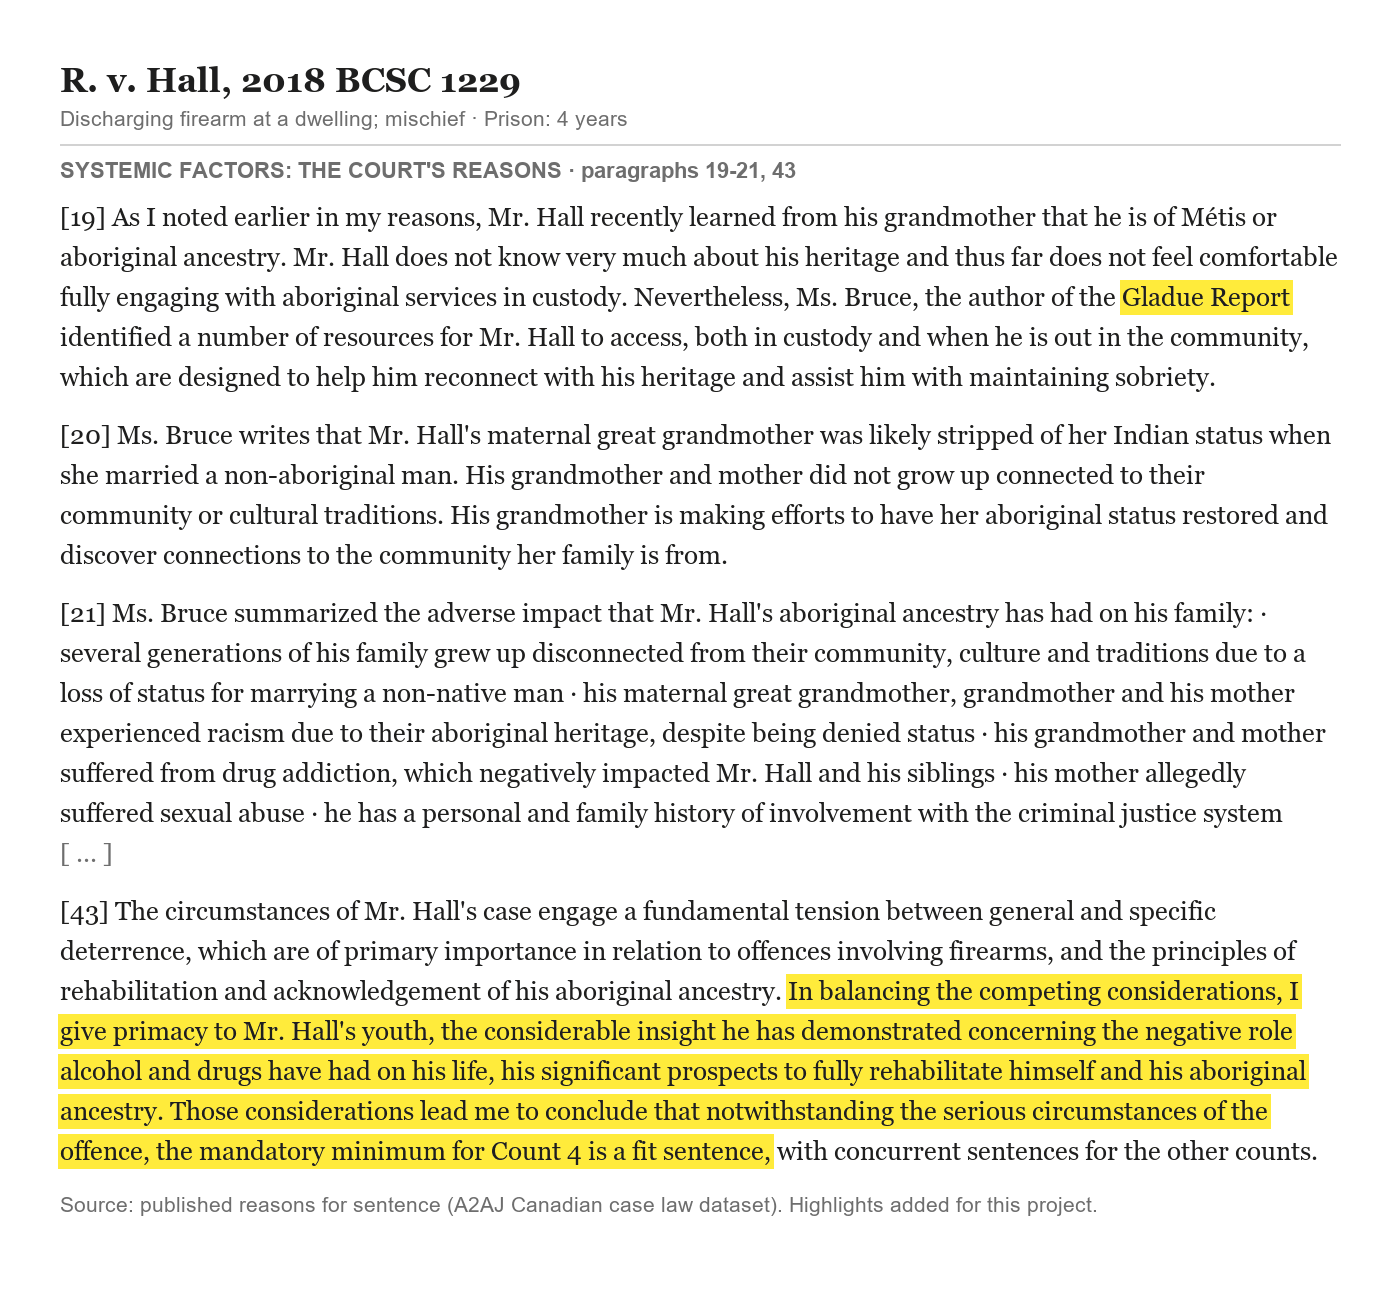 R. v. Hall, 2018 BCSC 1229
Discharging firearm at a dwelling; mischief · Prison: 4 years
SYSTEMIC FACTORS: THE COURT'S REASONS · paragraphs 19-21, 43
[19] As I noted earlier in my reasons, Mr. Hall recently learned from his grandmother that he is of Métis or
aboriginal ancestry. Mr. Hall does not know very much about his heritage and thus far does not feel comfortable
fully engaging with aboriginal services in custody. Nevertheless, Ms. Bruce, the author of the Gladue Report
identified a number of resources for Mr. Hall to access, both in custody and when he is out in the community,
which are designed to help him reconnect with his heritage and assist him with maintaining sobriety.
[20] Ms. Bruce writes that Mr. Hall's maternal great grandmother was likely stripped of her Indian status when
she married a non-aboriginal man. His grandmother and mother did not grow up connected to their
community or cultural traditions. His grandmother is making efforts to have her aboriginal status restored and
discover connections to the community her family is from.
[21] Ms. Bruce summarized the adverse impact that Mr. Hall's aboriginal ancestry has had on his family: ·
several generations of his family grew up disconnected from their community, culture and traditions due to a
loss of status for marrying a non-native man · his maternal great grandmother, grandmother and his mother
experienced racism due to their aboriginal heritage, despite being denied status · his grandmother and mother
suffered from drug addiction, which negatively impacted Mr. Hall and his siblings · his mother allegedly
suffered sexual abuse · he has a personal and family history of involvement with the criminal justice system
[ ... ]
[43] The circumstances of Mr. Hall's case engage a fundamental tension between general and specific
deterrence, which are of primary importance in relation to offences involving firearms, and the principles of
rehabilitation and acknowledgement of his aboriginal ancestry. In balancing the competing considerations, I
give primacy to Mr. Hall's youth, the considerable insight he has demonstrated concerning the negative role
alcohol and drugs have had on his life, his significant prospects to fully rehabilitate himself and his aboriginal
ancestry. Those considerations lead me to conclude that notwithstanding the serious circumstances of the
offence, the mandatory minimum for Count 4 is a fit sentence, with concurrent sentences for the other counts.
Source: published reasons for sentence (A2AJ Canadian case law dataset). Highlights added for this project.